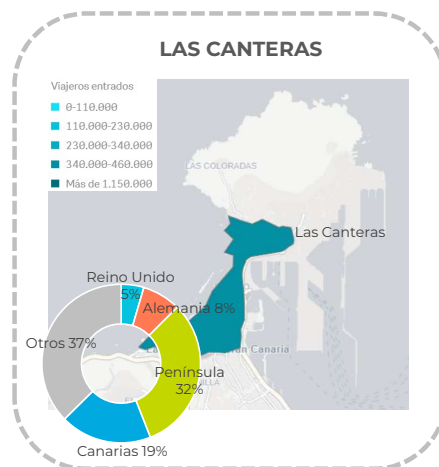 LAS CANTERAS
Viajeros entrados
0-110.000
110.000-230.000
230.000-340.000
340.000-460.000
Más de 1.150.000
LAS COLORADAS
Las Canteras
Reino Unido
5%
Alemania 8%
Otros 37%
Canaria
Península
32%
Canarias 19%